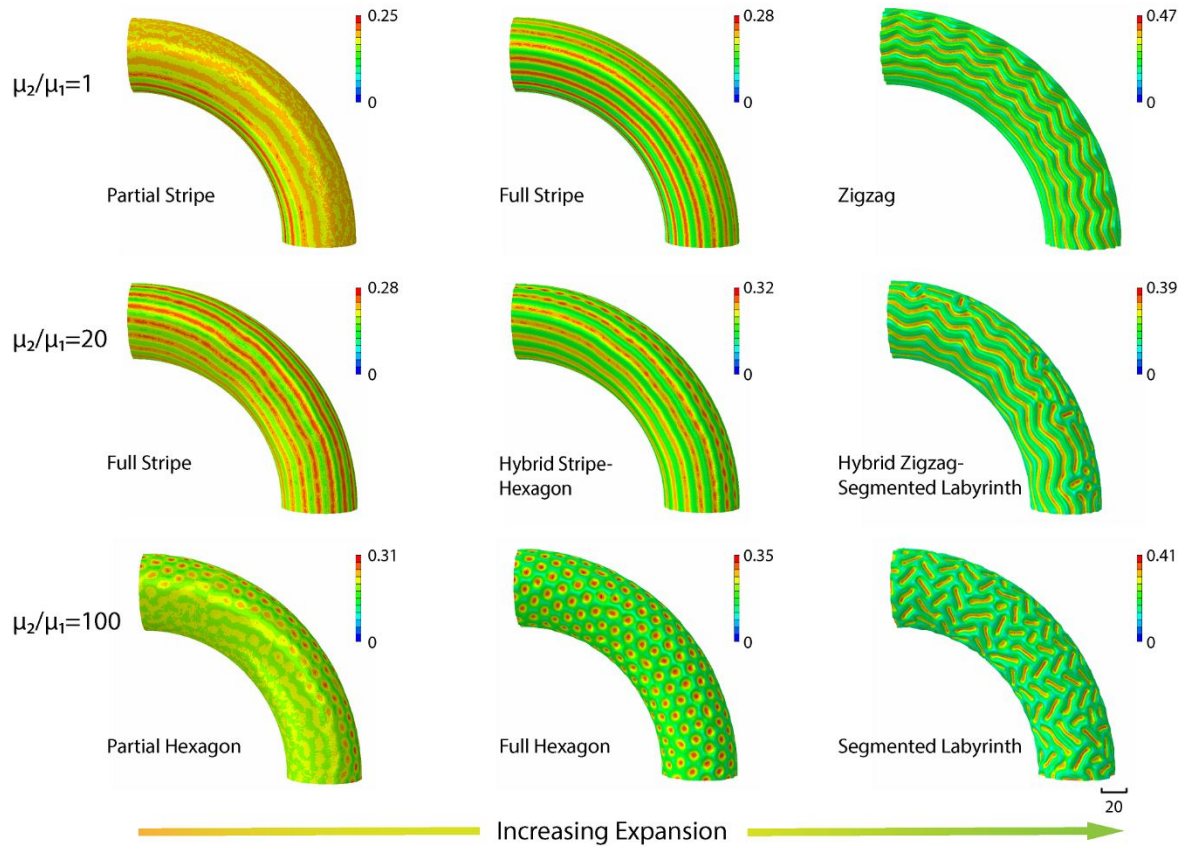 0.25
0.28
0.47
μ₂/μ₁=1
0
0
0
Partial Stripe
Full Stripe
Zigzag
0.28
0.32
0.39
μ₂/μ₁=20
0
0
0
Full Stripe
Hybrid Stripe-
Hexagon
Hybrid Zigzag-
Segmented Labyrinth
0.31
0.35
0.41
μ₂/μ₁=100
0
0
0
Partial Hexagon
Full Hexagon
Segmented Labyrinth
20
Increasing Expansion